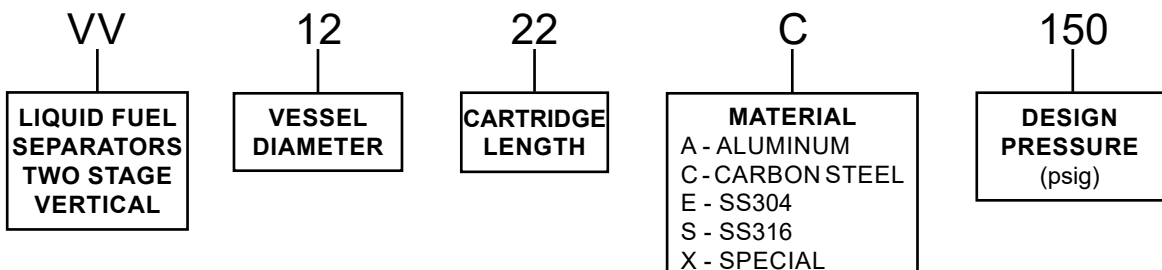 VV 12 22 C 150
LIQUID FUEL
SEPARATORS
TWO STAGE
VERTICAL
VESSEL
DIAMETER
CARTRIDGE
LENGTH
MATERIAL
A - ALUMINUM
C - CARBON STEEL
E - SS304
S - SS316
X - SPECIAL
DESIGN
PRESSURE
(psig)